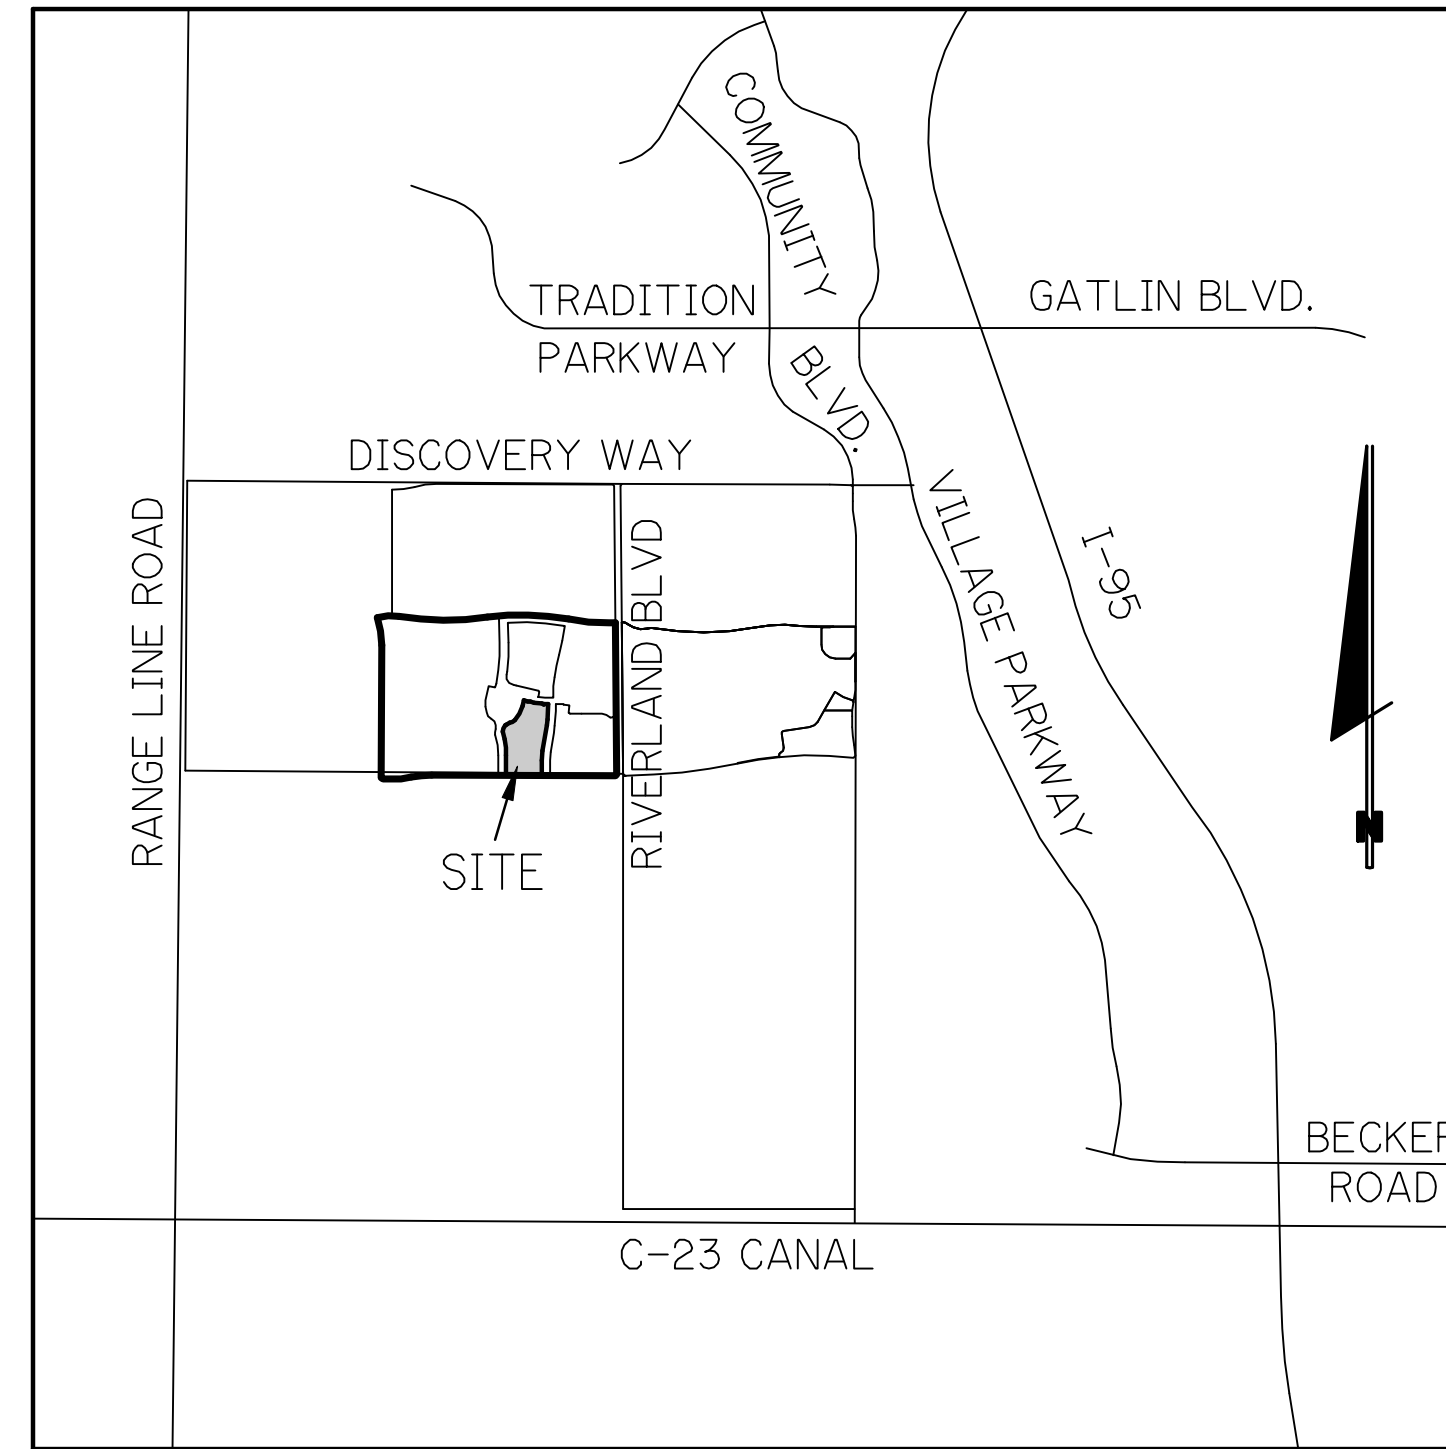 COMMUNITY
BLVD.
TRADITION
PARKWAY
GATLIN BLVD.
DISCOVERY WAY
RANGE LINE ROAD
RIVERLAND BLVD
VILLAGE PARKWAY
I-95
SITE
N
BECKER
ROAD
C-23 CANAL